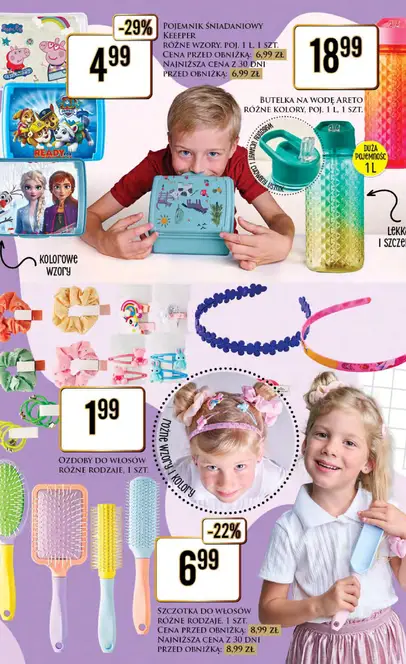 -29%
4 99
POJEMNIK ŚNIADANIOWY
KEEEPER
RÓŻNE WZORY, POJ. 1 L, 1 SZT.
CENA PRZED OBNIŻKĄ: 6,99 ZŁ
NAJNIŻSZA CENA Z 30 DNI
PRZED OBNIŻKĄ: 6,99 ZŁ
18 99
BUTELKA NA WODĘ ARETO
RÓŻNE KOLORY, POJ. 1 L, 1 SZT.
DUŻA
POJEMNOŚĆ
1 L
READY...
KOLOROWE
WZORY
1 99
OZDOBY DO WŁOSÓW
RÓŻNE RODZAJE, 1 SZT.
RÓŻNE WZORY I KOLORY
-22%
6 99
SZCZOTKA DO WŁOSÓW
RÓŻNE RODZAJE, 1 SZT.
CENA PRZED OBNIŻKĄ: 8,99 ZŁ
NAJNIŻSZA CENA Z 30 DNI
PRZED OBNIŻKĄ: 8,99 ZŁ